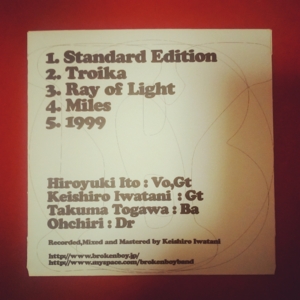 1. Standard Edition
2. Troika
3. Ray of Light
4. Miles
5. 1999
Hiroyuki Ito : Vo,Gt
Keishiro Iwatani : Gt
Takuma Togawa : Ba
Ohchiri : Dr
Recorded,Mixed and Mastered by Keishiro Iwatani
http://www.brokenboy.jp/
http://www.myspace.com/brokenboyband